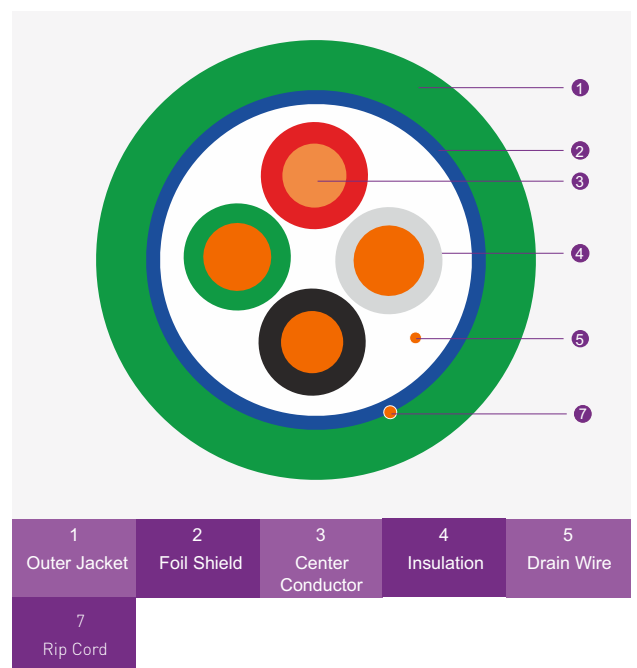 1
2
3
4
5
7
1
Outer Jacket
2
Foil Shield
3
Center
Conductor
4
Insulation
5
Drain Wire
7
Rip Cord